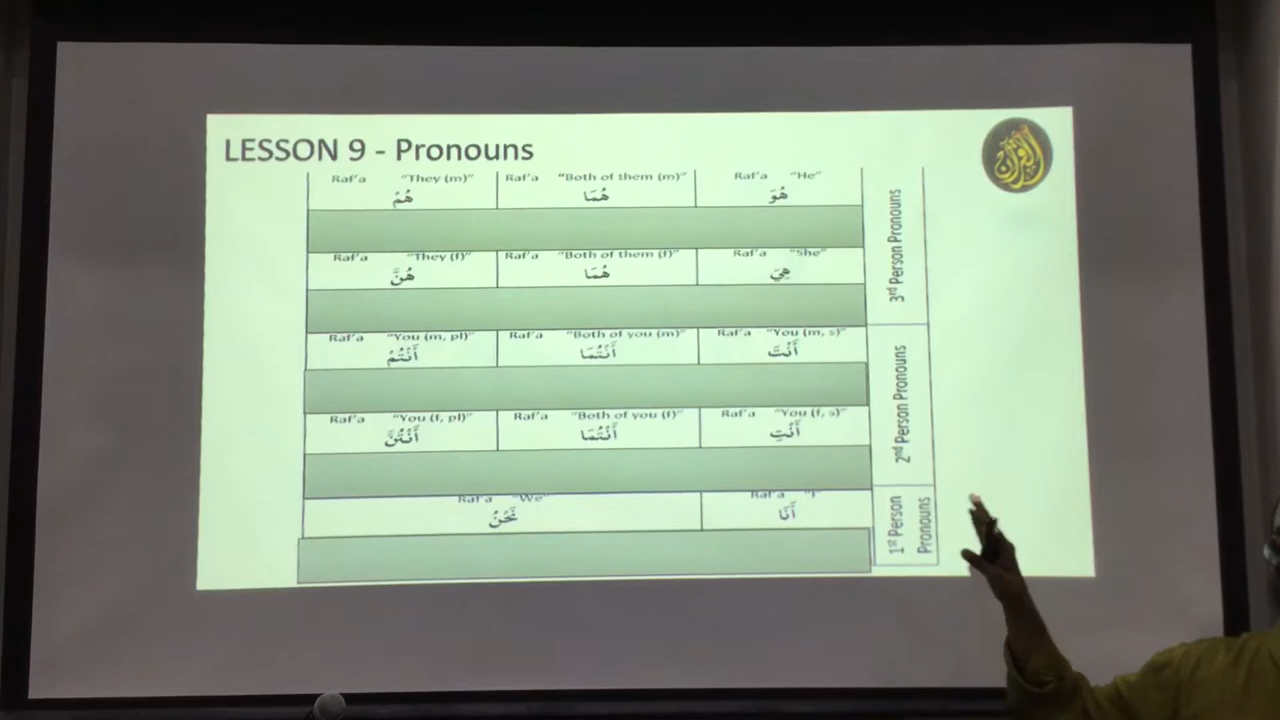 LESSON 9 - Pronouns
القرآن
Raf'a "They (m)" Raf'a "Both of them (m)" Raf'a "He"
هُمْ هُمَا هُوَ
Raf'a "They (f)" Raf'a "Both of them (f)" Raf'a "She"
هُنَّ هُمَا هِيَ
3rd Person Pronouns
Raf'a "You (m, pl)" Raf'a "Both of you (m)" Raf'a "You (m, s)"
أَنْتُمْ أَنْتُمَا أَنْتَ
Raf'a "You (f, pl)" Raf'a "Both of you (f)" Raf'a "You (f, s)"
أَنْتُنَّ أَنْتُمَا أَنْتِ
2nd Person Pronouns
Raf'a "We" Raf'a "I"
نَحْنُ أَنَا
1st Person
Pronouns